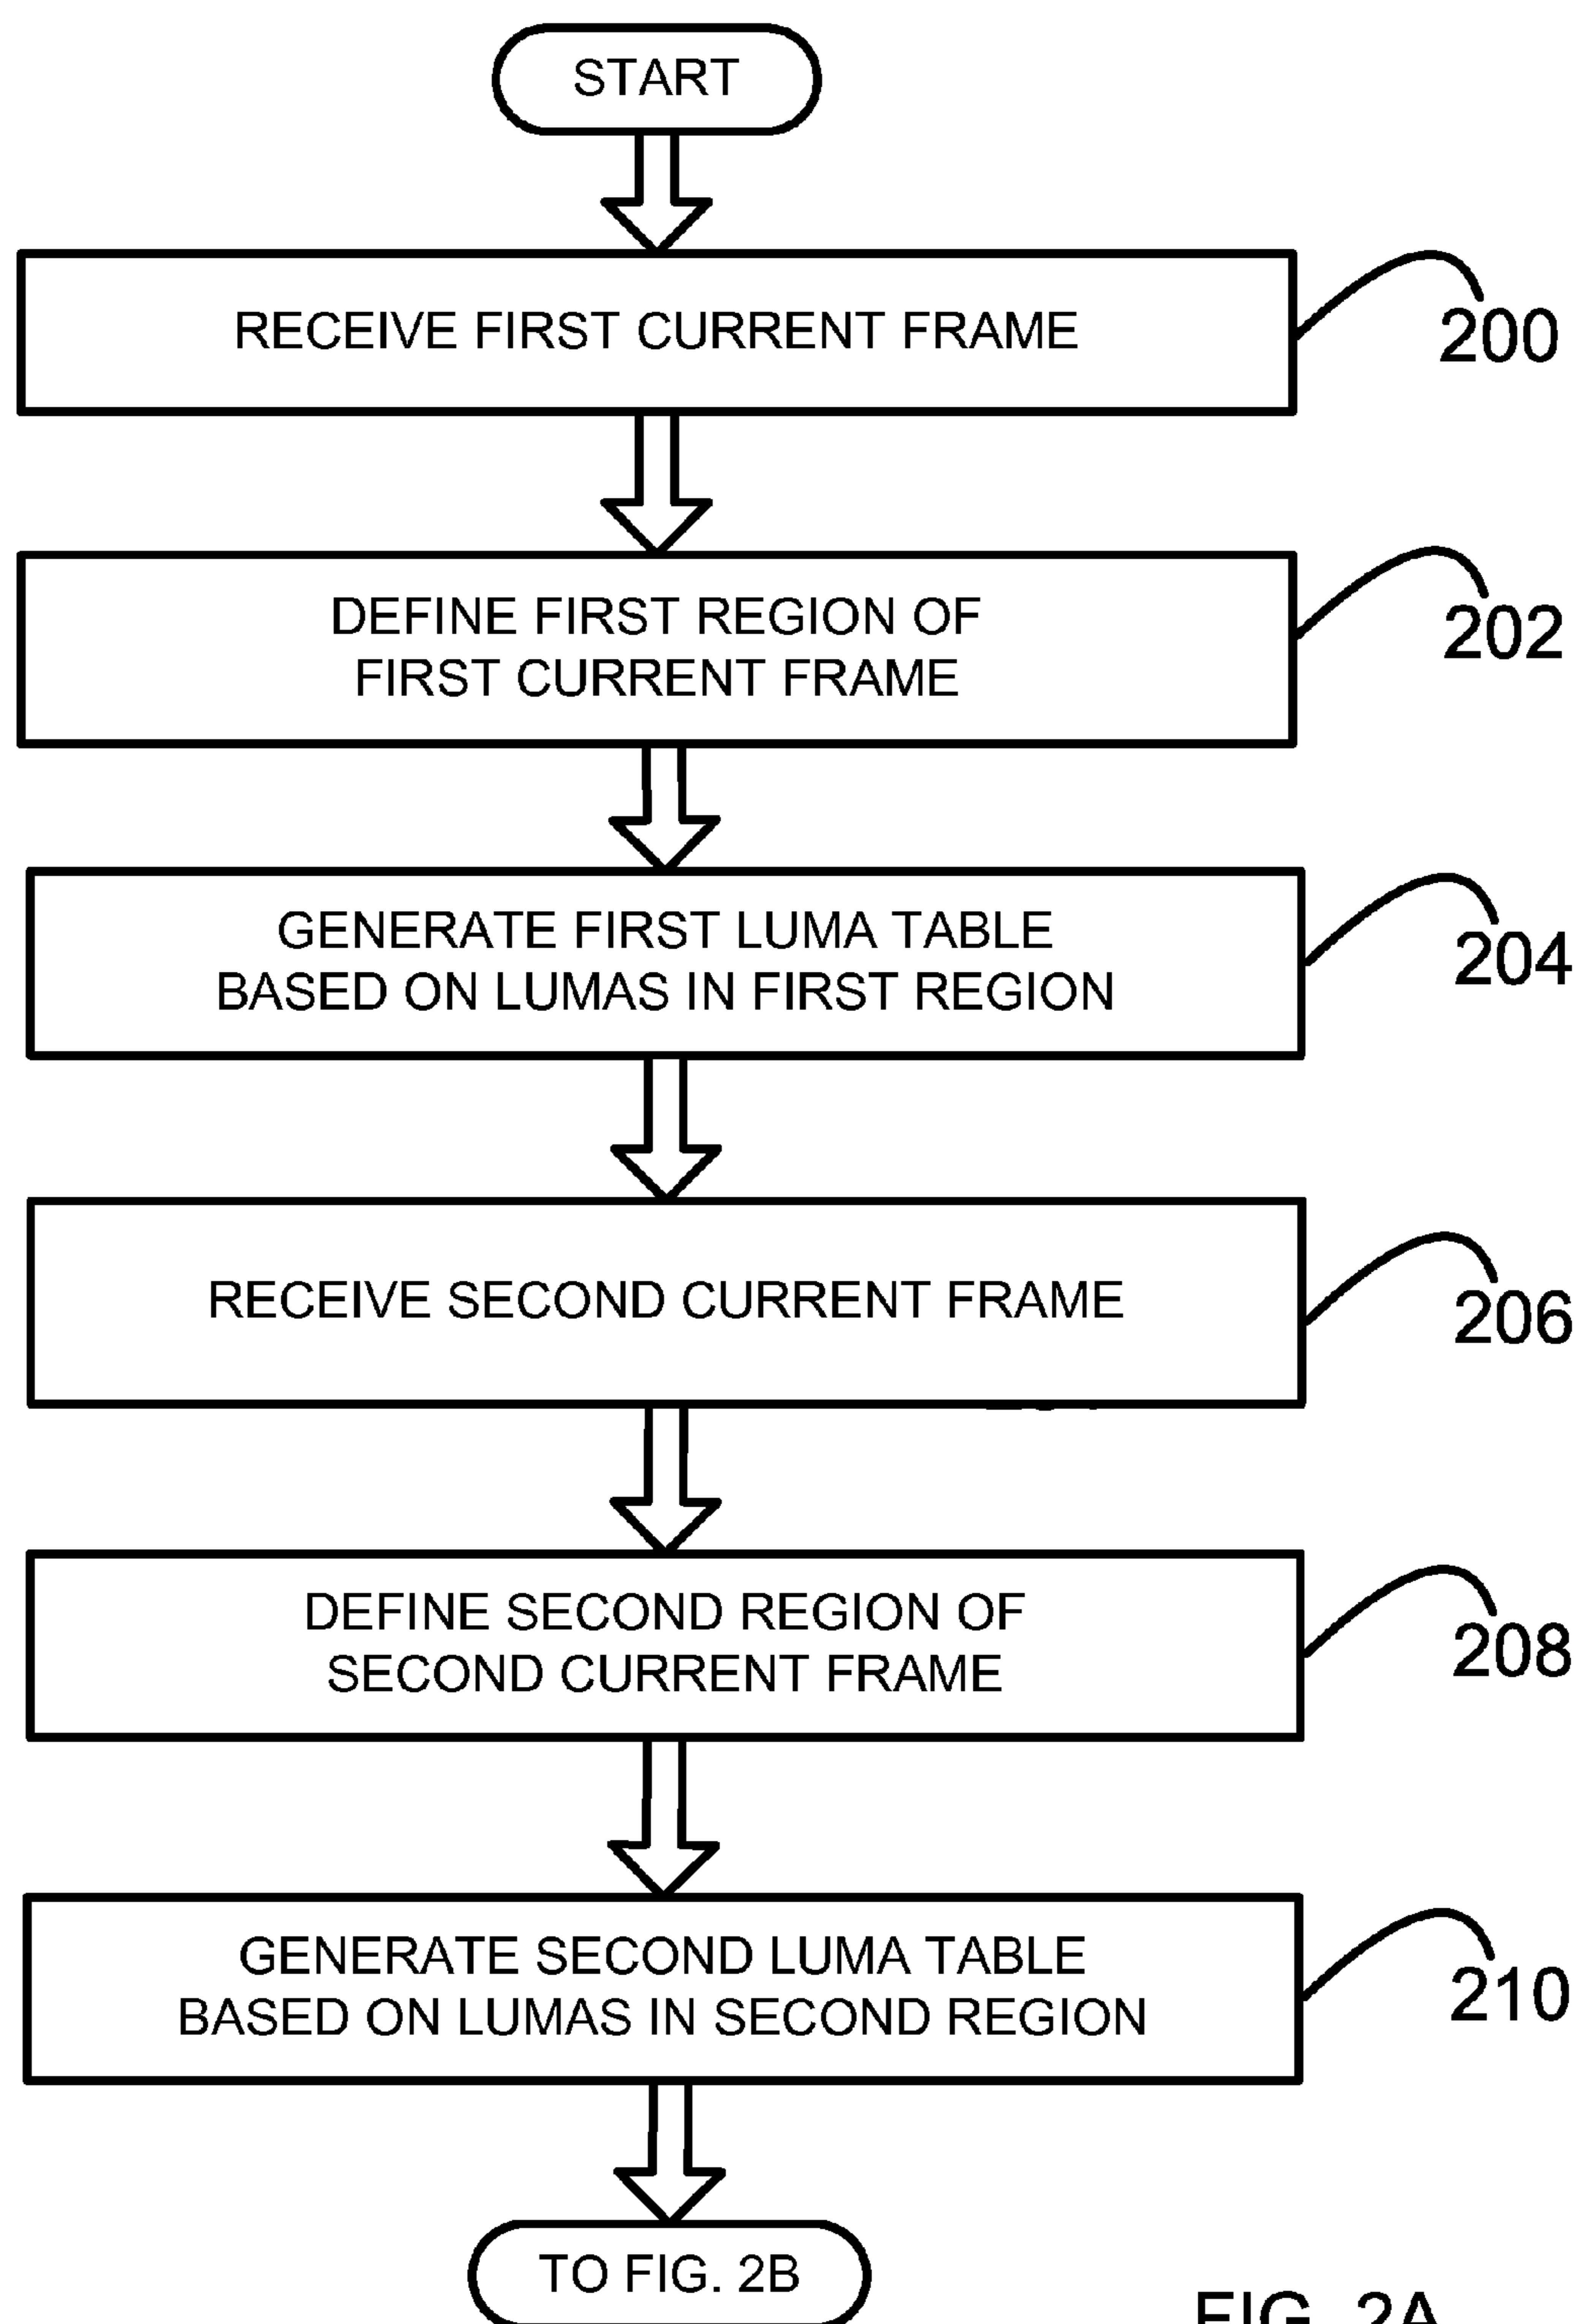 START
RECEIVE FIRST CURRENT FRAME
200
DEFINE FIRST REGION OF
FIRST CURRENT FRAME
202
GENERATE FIRST LUMA TABLE
BASED ON LUMAS IN FIRST REGION
204
RECEIVE SECOND CURRENT FRAME
206
DEFINE SECOND REGION OF
SECOND CURRENT FRAME
208
GENERATE SECOND LUMA TABLE
BASED ON LUMAS IN SECOND REGION
210
TO FIG. 2B
FIG. 2A